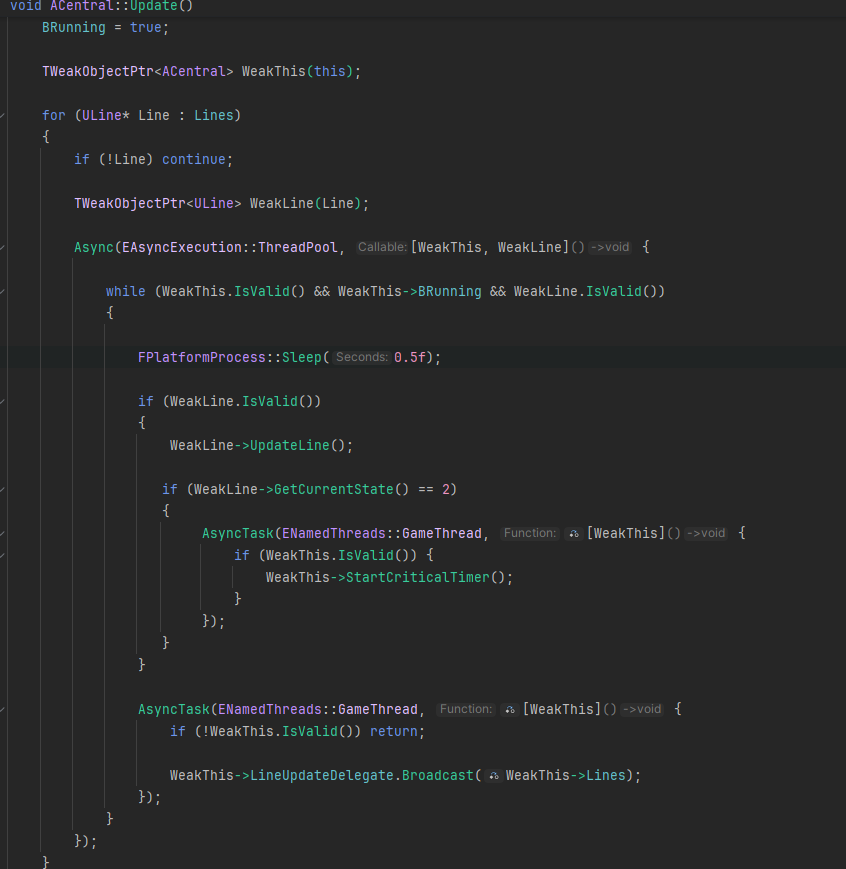 void ACentral::Update()
BRunning = true;
TWeakObjectPtr<ACentral> WeakThis(this);
for (ULine* Line : Lines)
{
if (!Line) continue;
TWeakObjectPtr<ULine> WeakLine(Line);
Async(EAsyncExecution::ThreadPool, Callable: [WeakThis, WeakLine]() ->void {
while (WeakThis.IsValid() && WeakThis->BRunning && WeakLine.IsValid())
{
FPlatformProcess::Sleep( Seconds: 0.5f);
if (WeakLine.IsValid())
{
WeakLine->UpdateLine();
if (WeakLine->GetCurrentState() == 2)
{
AsyncTask(ENamedThreads::GameThread, Function: [WeakThis]() ->void {
if (WeakThis.IsValid()) {
WeakThis->StartCriticalTimer();
}
});
}
}
AsyncTask(ENamedThreads::GameThread, Function: [WeakThis]() ->void {
if (!WeakThis.IsValid()) return;
WeakThis->LineUpdateDelegate.Broadcast( WeakThis->Lines);
});
}
});
}